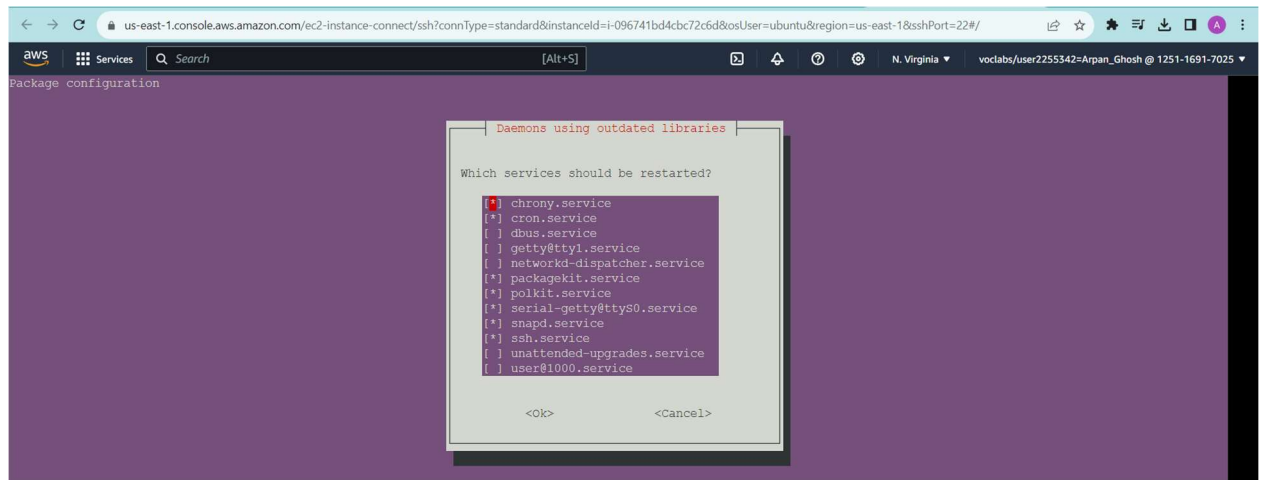 us-east-1.console.aws.amazon.com/ec2-instance-connect/ssh?connType=standard&instanceId=i-096741bd4cbc72c6d&osUser=ubuntu&region=us-east-1&sshPort=22#/
A
aws Services Search [Alt+S] N. Virginia ▼ voclabs/user2255342=Arpan_Ghosh @ 1251-1691-7025 ▼
Package configuration
Daemons using outdated libraries
Which services should be restarted?
[*] chrony.service
[*] cron.service
[ ] dbus.service
[ ] getty@tty1.service
[ ] networkd-dispatcher.service
[*] packagekit.service
[*] polkit.service
[*] serial-getty@ttyS0.service
[*] snapd.service
[*] ssh.service
[ ] unattended-upgrades.service
[ ] user@1000.service
<Ok> <Cancel>